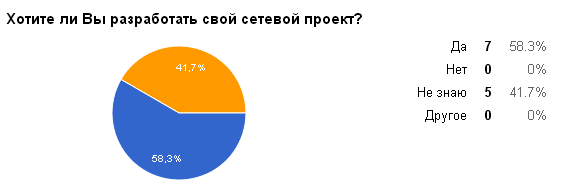 Хотите ли Вы разработать свой сетевой проект?
41,7%
58,3%
Да 7 58.3%
Нет 0 0%
Не знаю 5 41.7%
Другое 0 0%